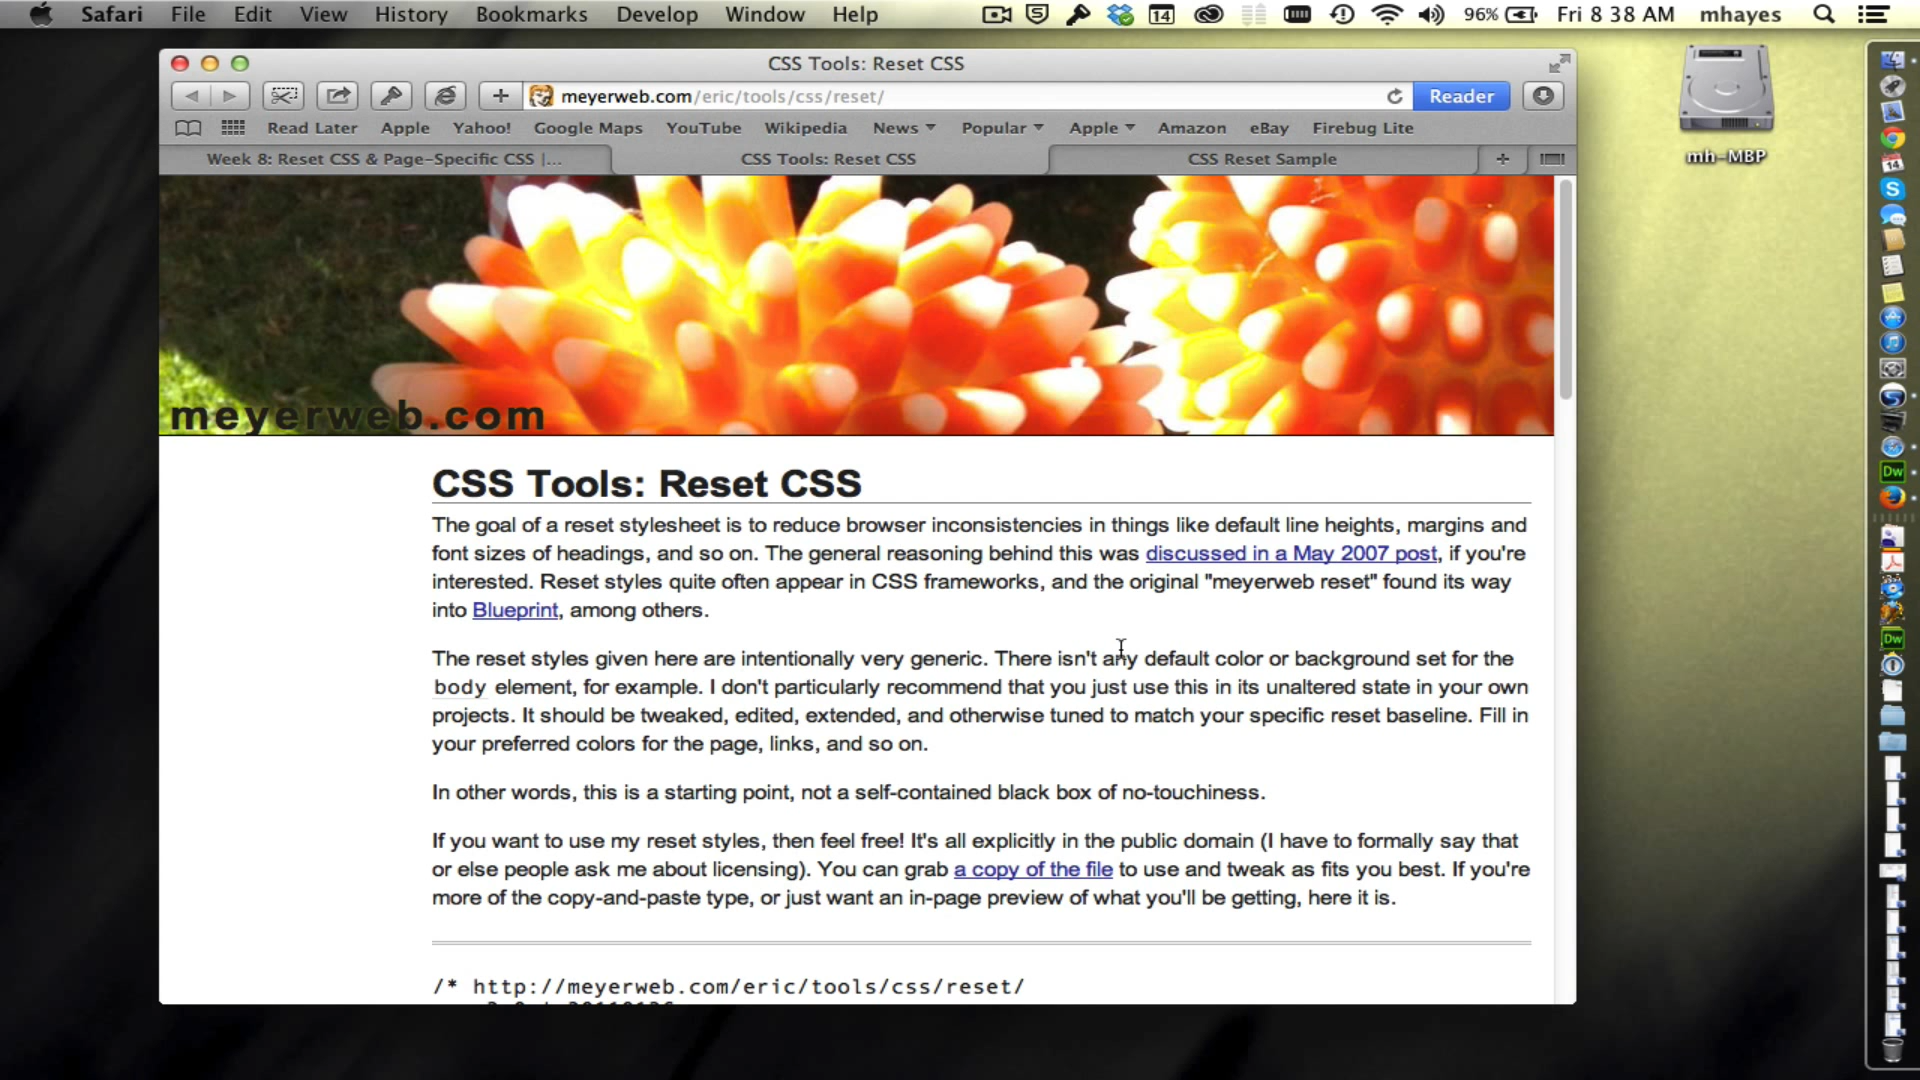 Safari File Edit View History Bookmarks Develop Window Help 14 96% Fri 8 38 AM mhayes
CSS Tools: Reset CSS
meyerweb.com/eric/tools/css/reset/ Reader
Read Later Apple Yahoo! Google Maps YouTube Wikipedia News Popular Apple Amazon eBay Firebug Lite
Week 8: Reset CSS & Page-Specific CSS |... CSS Tools: Reset CSS CSS Reset Sample
mh-MBP
meyerweb.com
CSS Tools: Reset CSS
The goal of a reset stylesheet is to reduce browser inconsistencies in things like default line heights, margins and
font sizes of headings, and so on. The general reasoning behind this was discussed in a May 2007 post, if you're
interested. Reset styles quite often appear in CSS frameworks, and the original "meyerweb reset" found its way
into Blueprint, among others.
The reset styles given here are intentionally very generic. There isn't any default color or background set for the
body element, for example. I don't particularly recommend that you just use this in its unaltered state in your own
projects. It should be tweaked, edited, extended, and otherwise tuned to match your specific reset baseline. Fill in
your preferred colors for the page, links, and so on.
In other words, this is a starting point, not a self-contained black box of no-touchiness.
If you want to use my reset styles, then feel free! It's all explicitly in the public domain (I have to formally say that
or else people ask me about licensing). You can grab a copy of the file to use and tweak as fits you best. If you're
more of the copy-and-paste type, or just want an in-page preview of what you'll be getting, here it is.
/* http://meyerweb.com/eric/tools/css/reset/
14
Dw
Dw